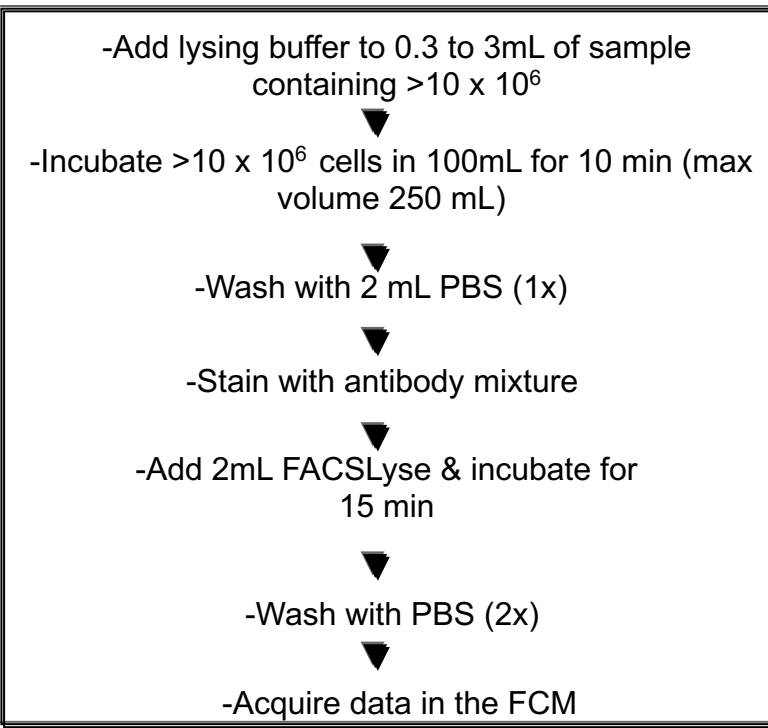 -Add lysing buffer to 0.3 to 3mL of sample
containing >10 x 10⁶
-Incubate >10 x 10⁶ cells in 100mL for 10 min (max
volume 250 mL)
-Wash with 2 mL PBS (1x)
-Stain with antibody mixture
-Add 2mL FACSLyse & incubate for
15 min
-Wash with PBS (2x)
-Acquire data in the FCM